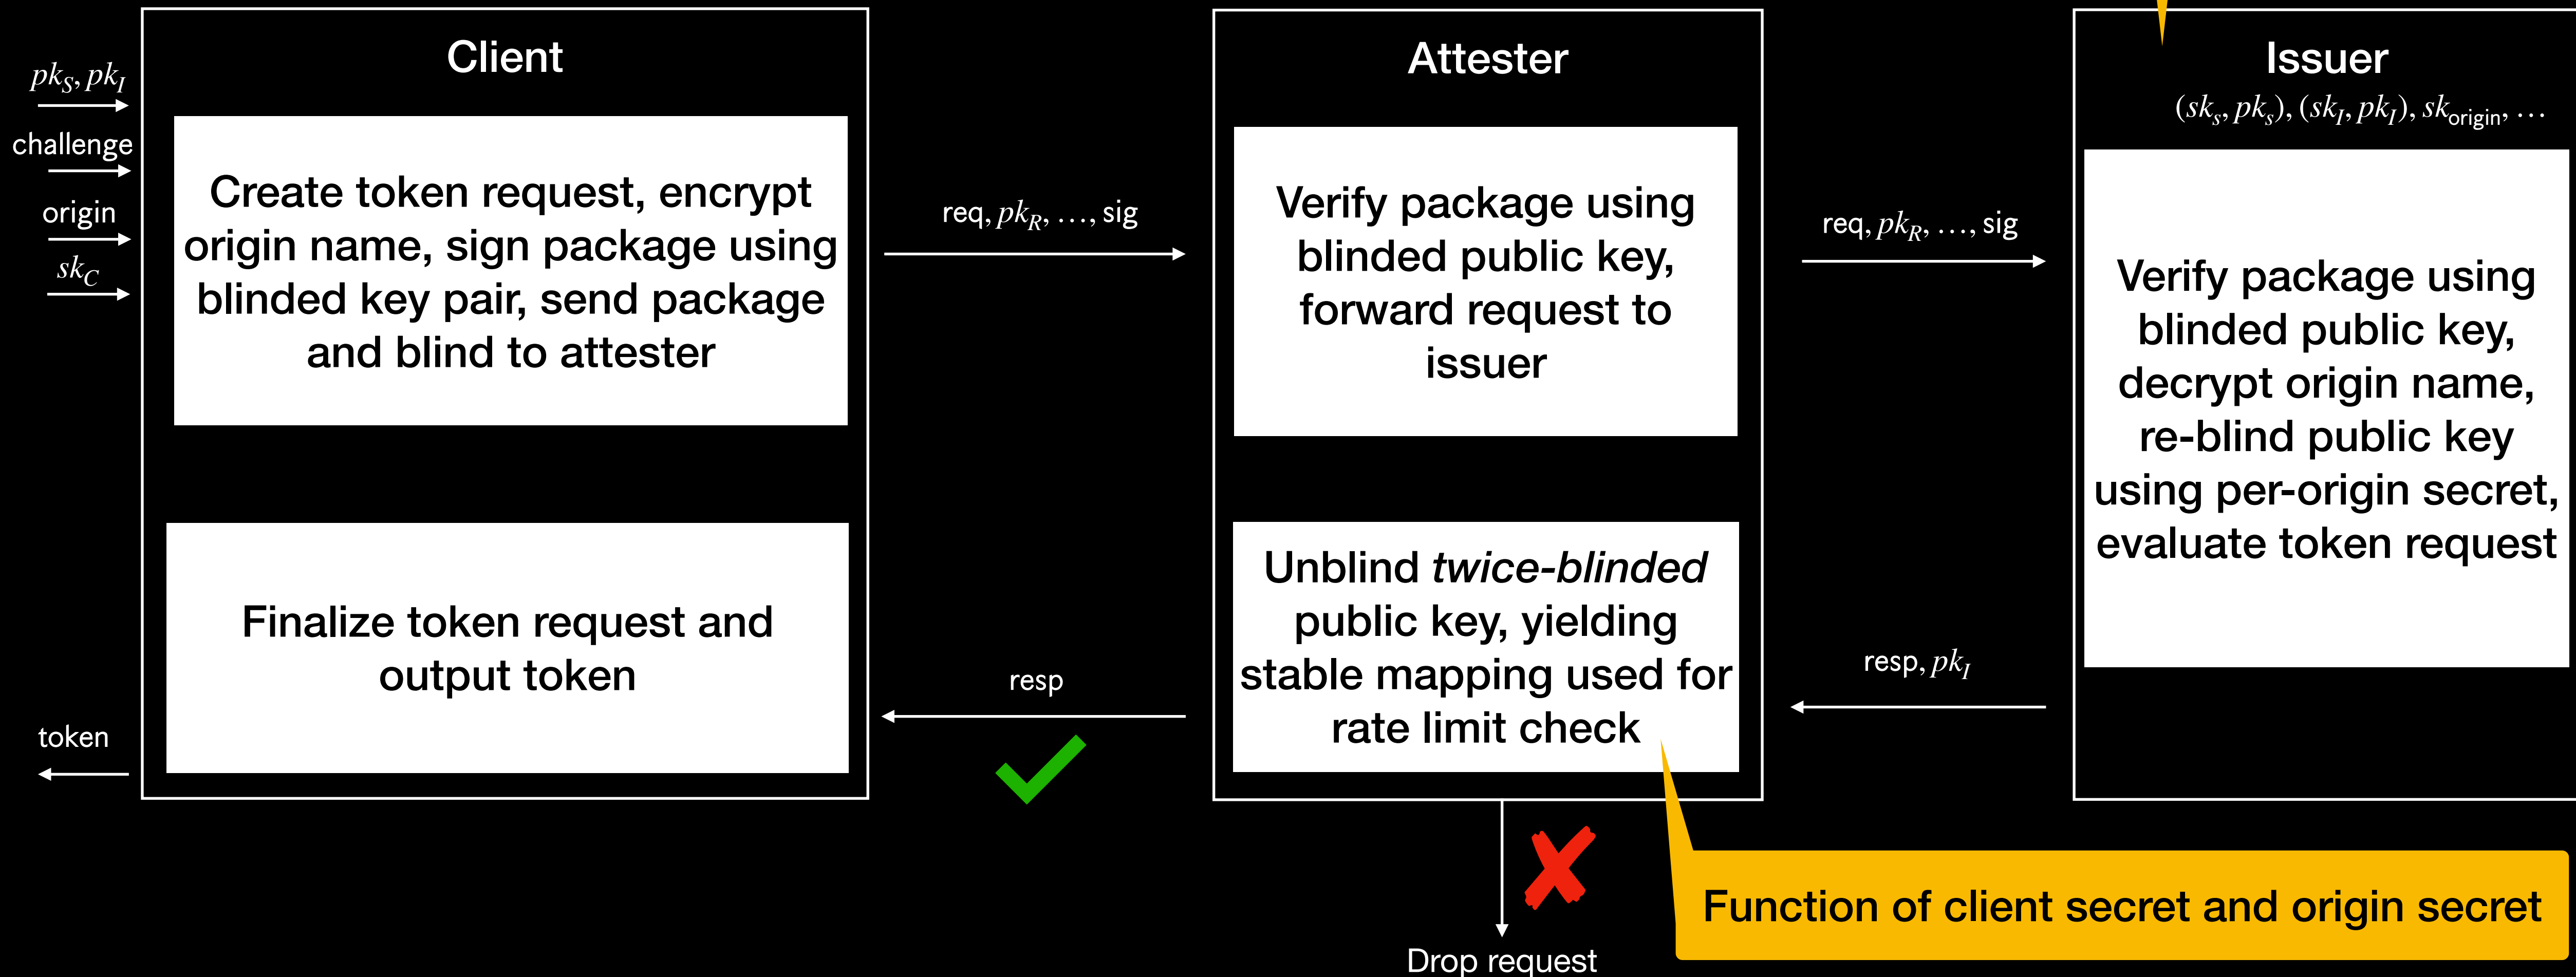 Client
pk_S, pk_I
challenge
origin
sk_C
Create token request, encrypt
origin name, sign package using
blinded key pair, send package
and blind to attester
Finalize token request and
output token
token
req, pk_R, …, sig
resp
Attester
Verify package using
blinded public key,
forward request to
issuer
Unblind twice-blinded
public key, yielding
stable mapping used for
rate limit check
Drop request
req, pk_R, …, sig
resp, pk_I
Issuer
(sk_s, pk_s), (sk_I, pk_I), sk_origin, …
Verify package using
blinded public key,
decrypt origin name,
re-blind public key
using per-origin secret,
evaluate token request
Function of client secret and origin secret